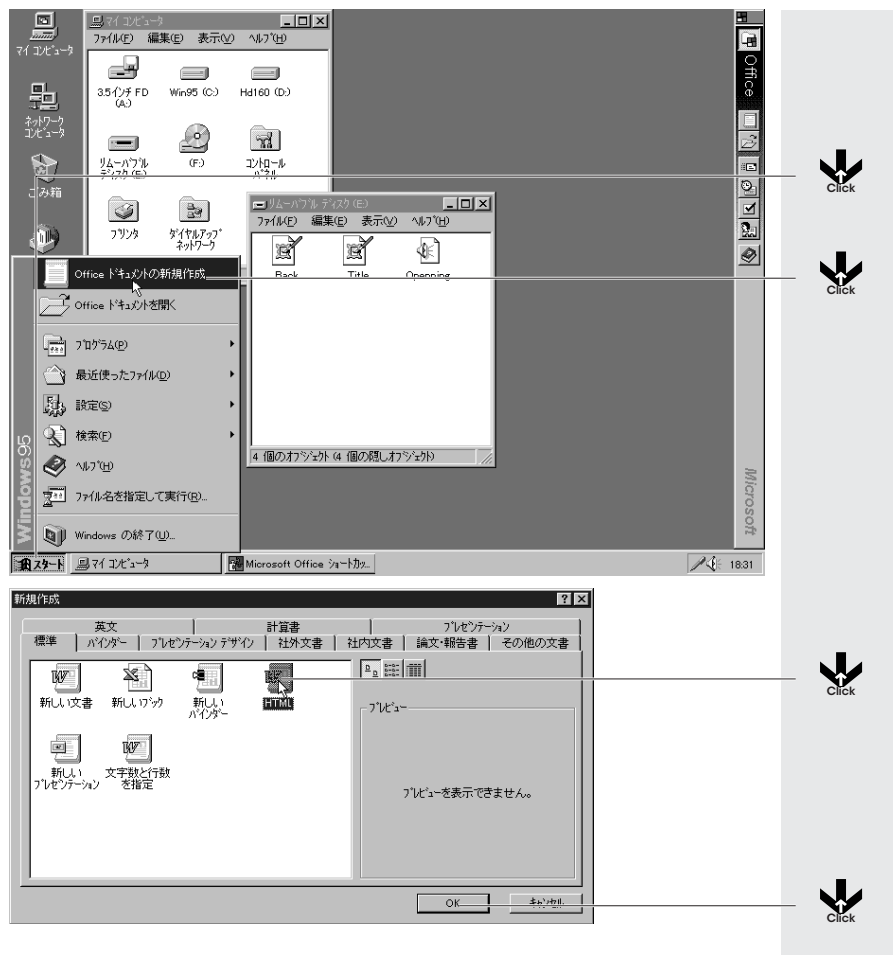 マイ コンピュータ
ネットワーク
コンピュータ
ごみ箱
マイ コンピュータ
ファイル(F) 編集(E) 表示(V) ヘルプ(H)
3.5インチ FD
(A:)
Win95 (C:)
Hd160 (D:)
リムーバブル
ディスク (E:)
(F:)
コントロール
パネル
プリンタ
ダイヤルアップ
ネットワーク
リムーバブル ディスク (E:)
ファイル(F) 編集(E) 表示(V) ヘルプ(H)
Back
Title
Openning
4 個のオブジェクト (4 個の隠しオブジェクト)
Office ドキュメントの新規作成
Office ドキュメントを開く
プログラム(P)
最近使ったファイル(D)
設定(S)
検索(F)
ヘルプ(H)
ファイル名を指定して実行(R)...
Windows の終了(U)...
Windows95
スタート
マイ コンピュータ
Microsoft Office ショートカッ...
18:31
Office
Microsoft
Click
Click
新規作成
英文
計算書
プレゼンテーション
標準
バインダー
プレゼンテーション デザイン
社外文書
社内文書
論文・報告書
その他の文書
新しい文書
新しいブック
新しい
バインダー
HTML
新しい
プレゼンテーション
文字数と行数
を指定
プレビュー
プレビューを表示できません。
OK
キャンセル
Click
Click